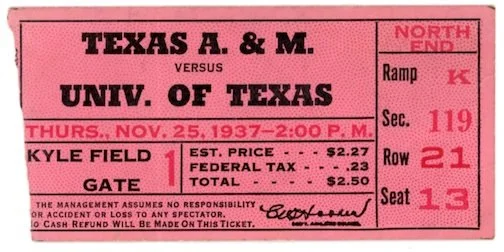 TEXAS A. & M.
VERSUS
UNIV. OF TEXAS
THURS., NOV. 25, 1937-2:00 P. M.
KYLE FIELD
GATE 1
EST. PRICE - - - $2.27
FEDERAL TAX - - - .23
TOTAL - - - - - $2.50
THE MANAGEMENT ASSUMES NO RESPONSIBILITY
OR ACCIDENT OR LOSS TO ANY SPECTATOR.
O CASH REFUND WILL BE MADE ON THIS TICKET.
NORTH
END
Ramp K
Sec. 119
Row 21
Seat 13